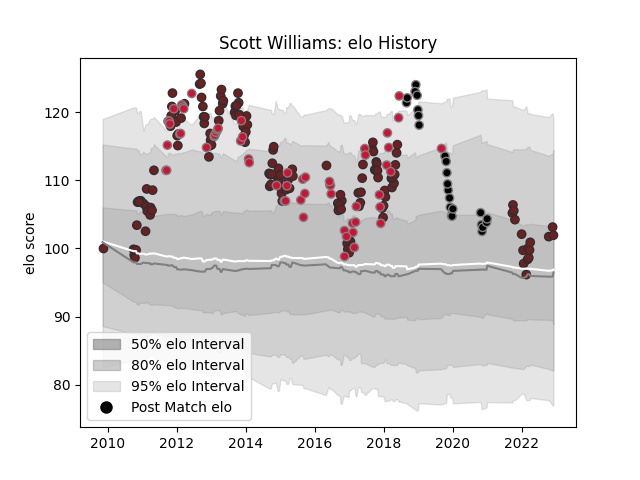 Scott Williams: elo History
elo score
120
110
100
90
80
50% elo Interval
80% elo Interval
95% elo Interval
Post Match elo
2010 2012 2014 2016 2018 2020 2022